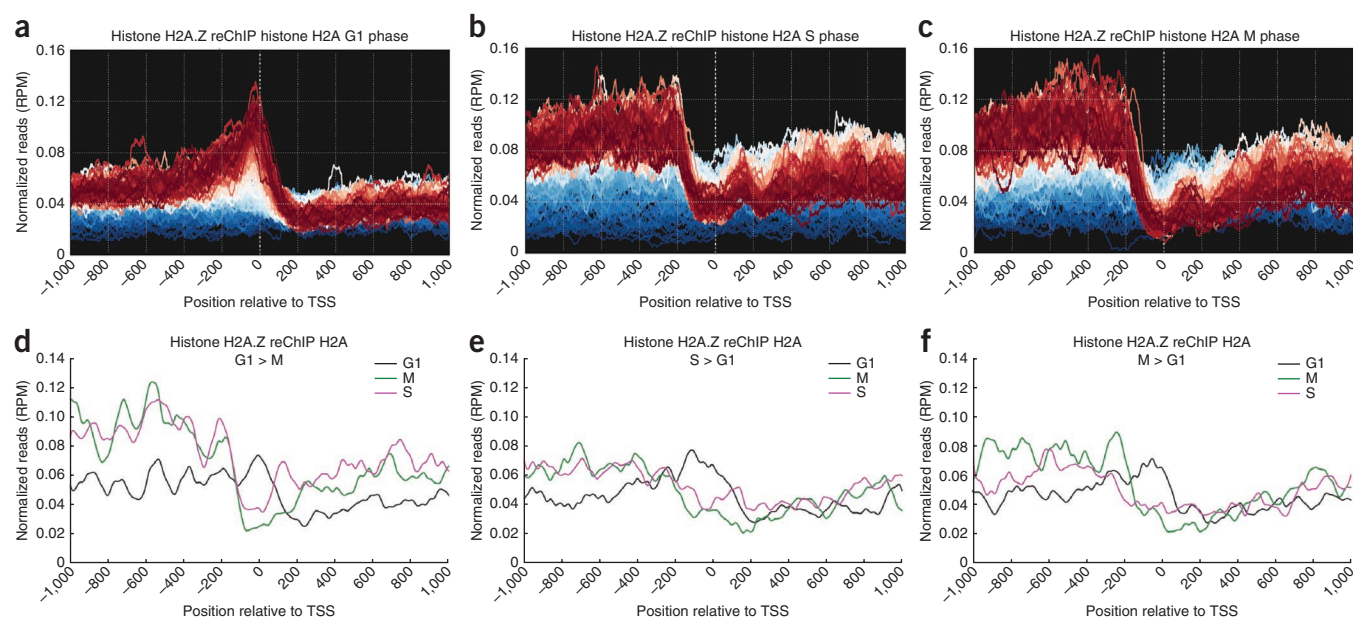 a
Histone H2A.Z reChIP histone H2A G1 phase
Normalized reads (RPM)
0.16
0.12
0.08
0.04
0
–1,000
–800
–600
–400
–200
0
200
400
600
800
1,000
Position relative to TSS
b
Histone H2A.Z reChIP histone H2A S phase
Normalized reads (RPM)
0.16
0.12
0.08
0.04
0
–1,000
–800
–600
–400
–200
0
200
400
600
800
1,000
Position relative to TSS
c
Histone H2A.Z reChIP histone H2A M phase
Normalized reads (RPM)
0.16
0.12
0.08
0.04
0
–1,000
–800
–600
–400
–200
0
200
400
600
800
1,000
Position relative to TSS
d
Histone H2A.Z reChIP H2A
G1 > M
G1
M
S
Normalized reads (RPM)
0.14
0.12
0.10
0.08
0.06
0.04
0.02
0
–1,000
–800
–600
–400
–200
0
200
400
600
800
1,000
Position relative to TSS
e
Histone H2A.Z reChIP H2A
S > G1
G1
M
S
Normalized reads (RPM)
0.14
0.12
0.10
0.08
0.06
0.04
0.02
0
–1,000
–800
–600
–400
–200
0
200
400
600
800
1,000
Position relative to TSS
f
Histone H2A.Z reChIP H2A
M > G1
G1
M
S
Normalized reads (RPM)
0.14
0.12
0.10
0.08
0.06
0.04
0.02
0
–1,000
–800
–600
–400
–200
0
200
400
600
800
1,000
Position relative to TSS